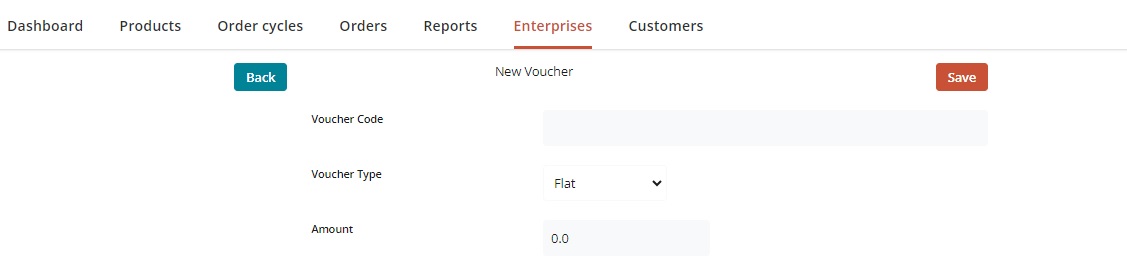 Dashboard Products Order cycles Orders Reports Enterprises Customers
Back New Voucher Save
Voucher Code
Voucher Type Flat
Amount 0.0